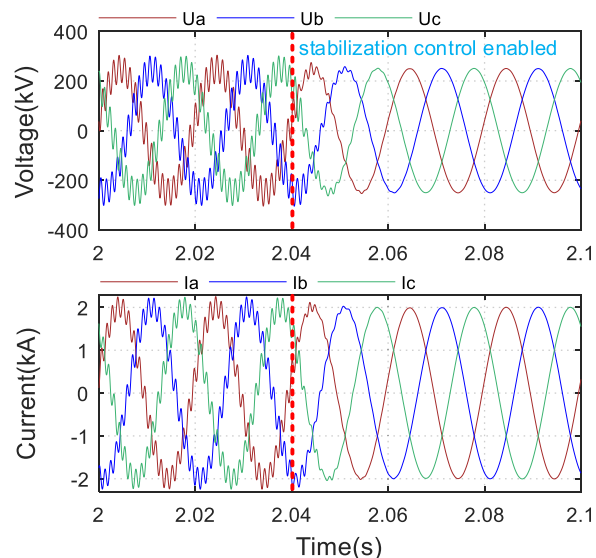 Ua Ub Uc
stabilization control enabled
400
200
0
-200
-400
Voltage(kV)
2 2.02 2.04 2.06 2.08 2.1
Ia Ib Ic
2
1
0
-1
-2
Current(kA)
2 2.02 2.04 2.06 2.08 2.1
Time(s)